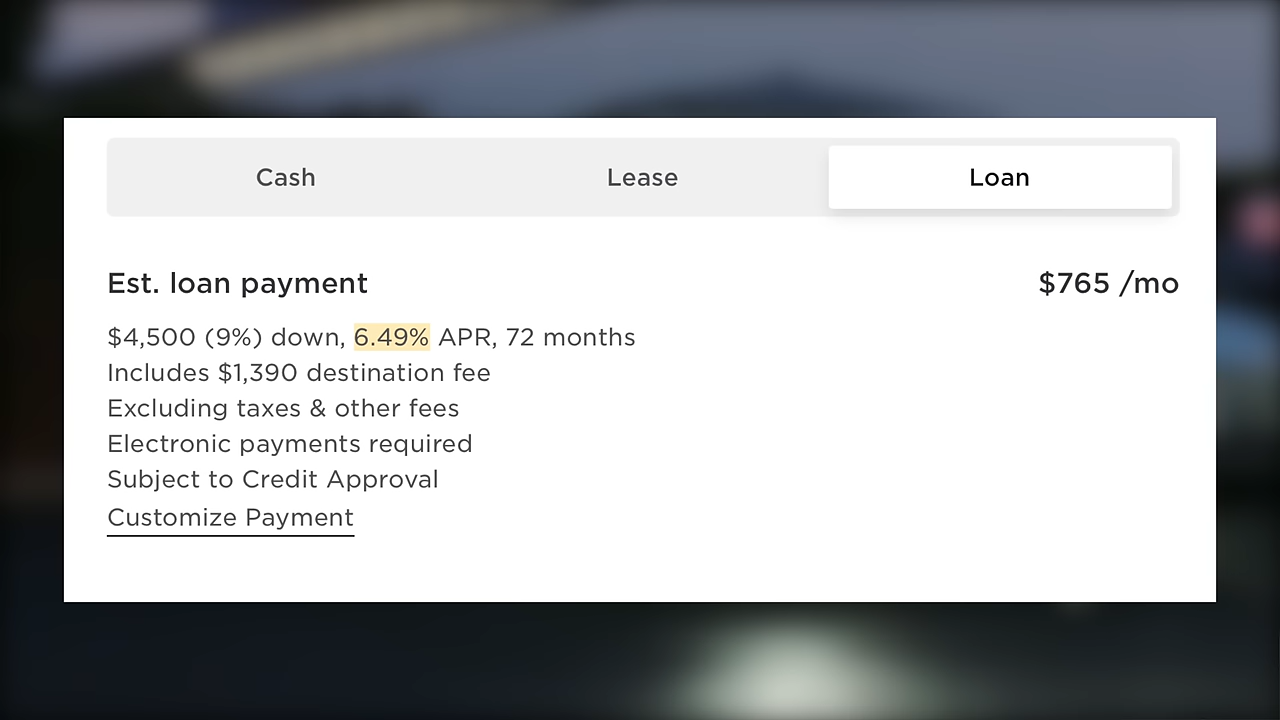 Cash Lease Loan
Est. loan payment $765 /mo
$4,500 (9%) down, 6.49% APR, 72 months
Includes $1,390 destination fee
Excluding taxes & other fees
Electronic payments required
Subject to Credit Approval
Customize Payment